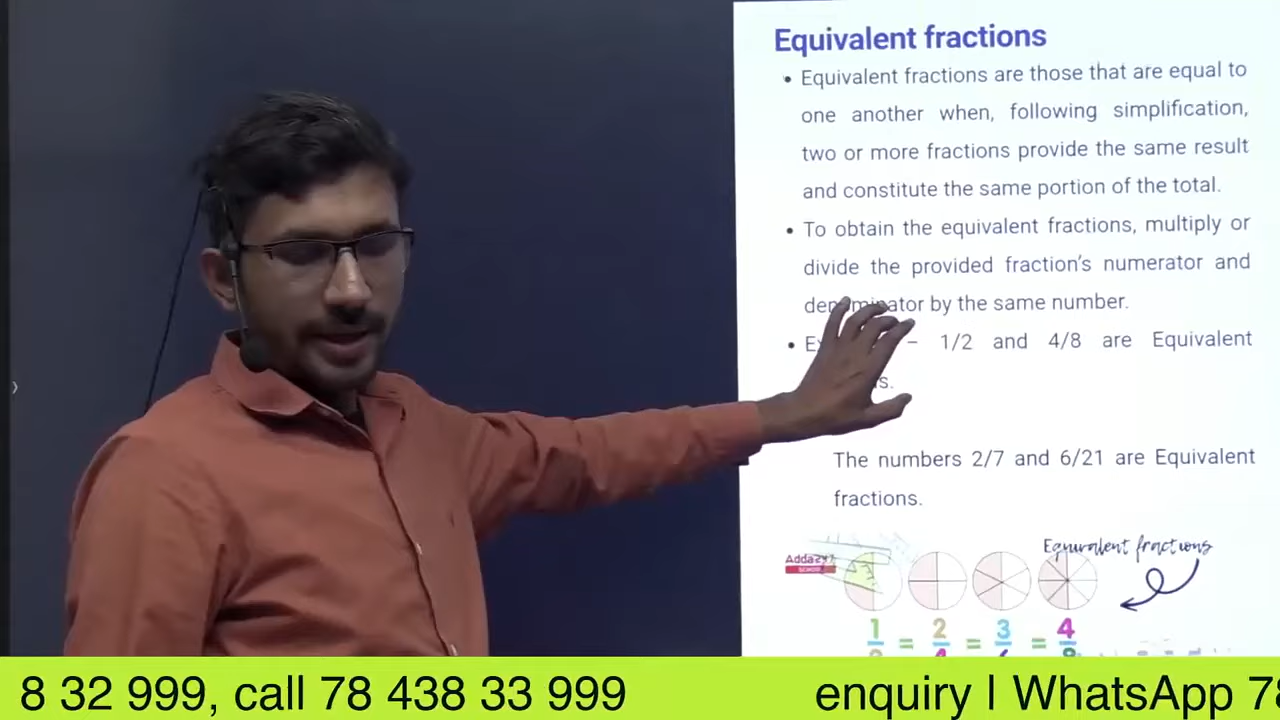 Equivalent fractions
• Equivalent fractions are those that are equal to
one another when, following simplification,
two or more fractions provide the same result
and constitute the same portion of the total.
• To obtain the equivalent fractions, multiply or
divide the provided fraction's numerator and
denominator by the same number.
• – 1/2 and 4/8 are Equivalent
The numbers 2/7 and 6/21 are Equivalent
fractions.
Equivalent fractions
Adda247
SCHOOL
1 2 3 4
= = =
8 32 999, call 78 438 33 999 enquiry | WhatsApp 78